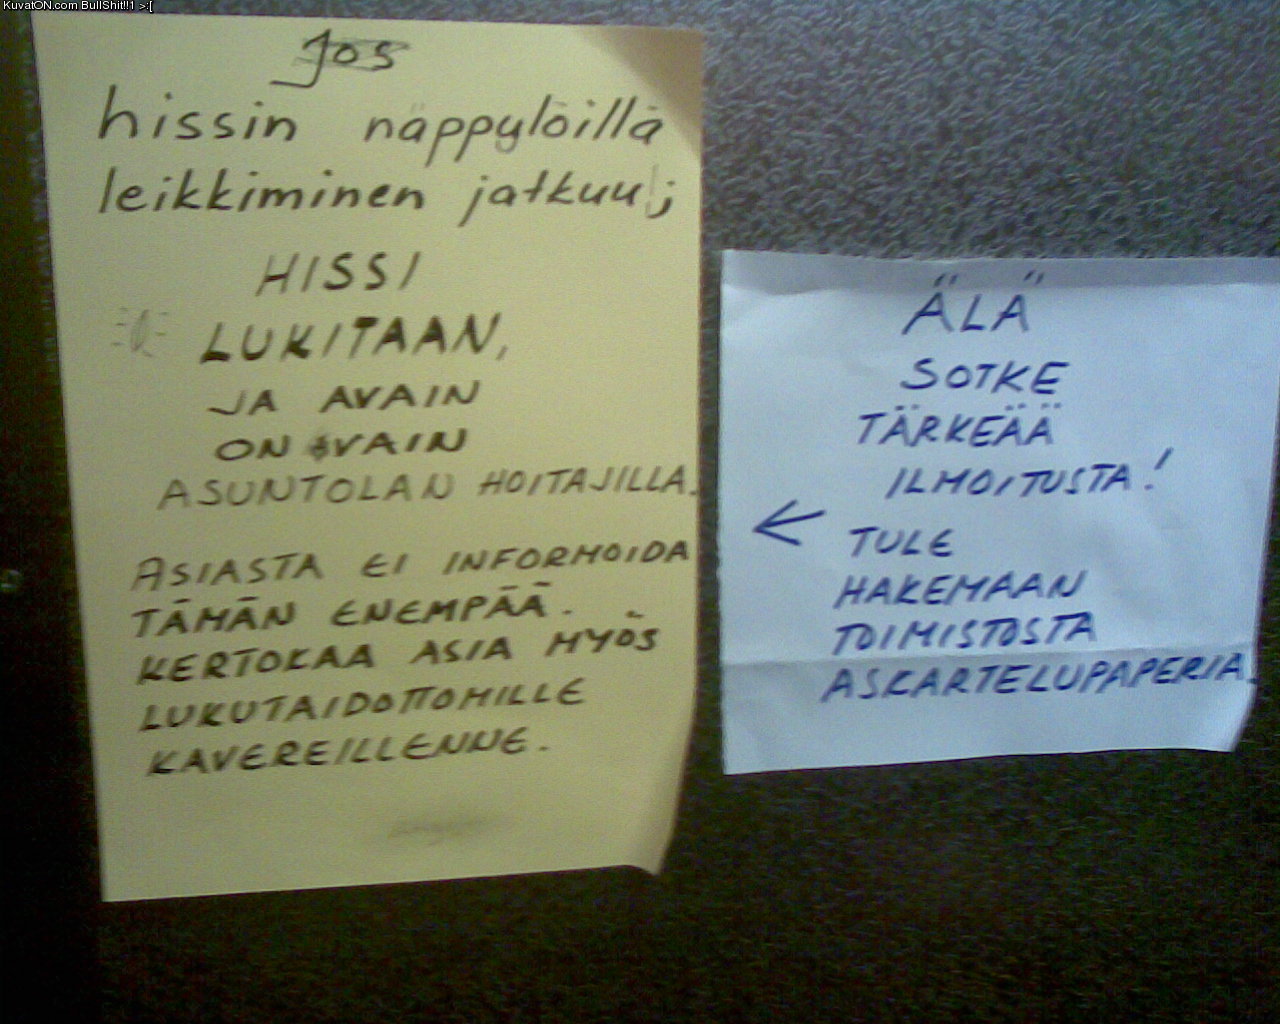 KuvatON.com BullShit!!1 >:[
Jos
hissin näppylöillä
leikkiminen jatkuu;
HISSI
LUKITAAN,
JA AVAIN
ON VAIN
ASUNTOLAN HOITAJILLA.
ASIASTA EI INFORMOIDA
TÄMÄN ENEMPÄÄ.
KERTOKAA ASIA MYÖS
LUKUTAIDOTTOMILLE
KAVEREILLENNE.
ÄLÄ
SOTKE
TÄRKEÄÄ
ILMOITUSTA!
← TULE
HAKEMAAN
TOIMISTOSTA
ASKARTELUPAPERIA.